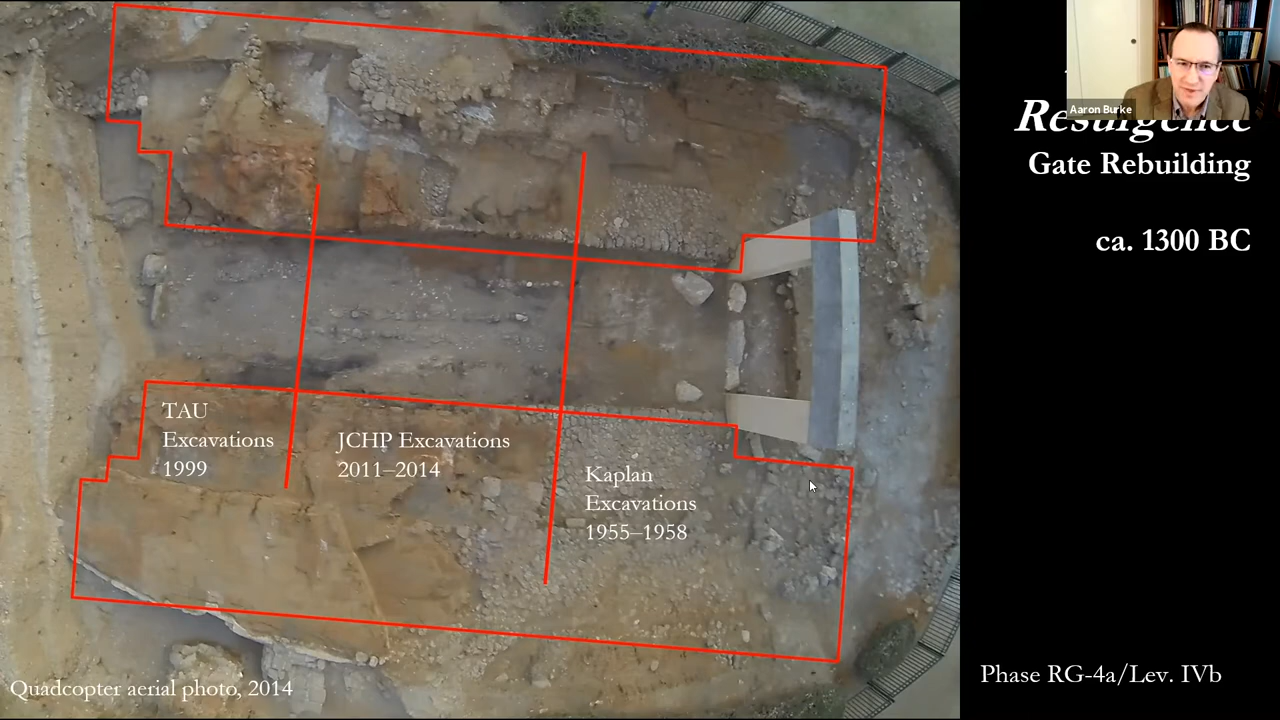 Aaron Burke
Resurgence
Gate Rebuilding
ca. 1300 BC
TAU
Excavations
1999
JCHP Excavations
2011–2014
Kaplan
Excavations
1955–1958
Quadcopter aerial photo, 2014
Phase RG-4a/Lev. IVb